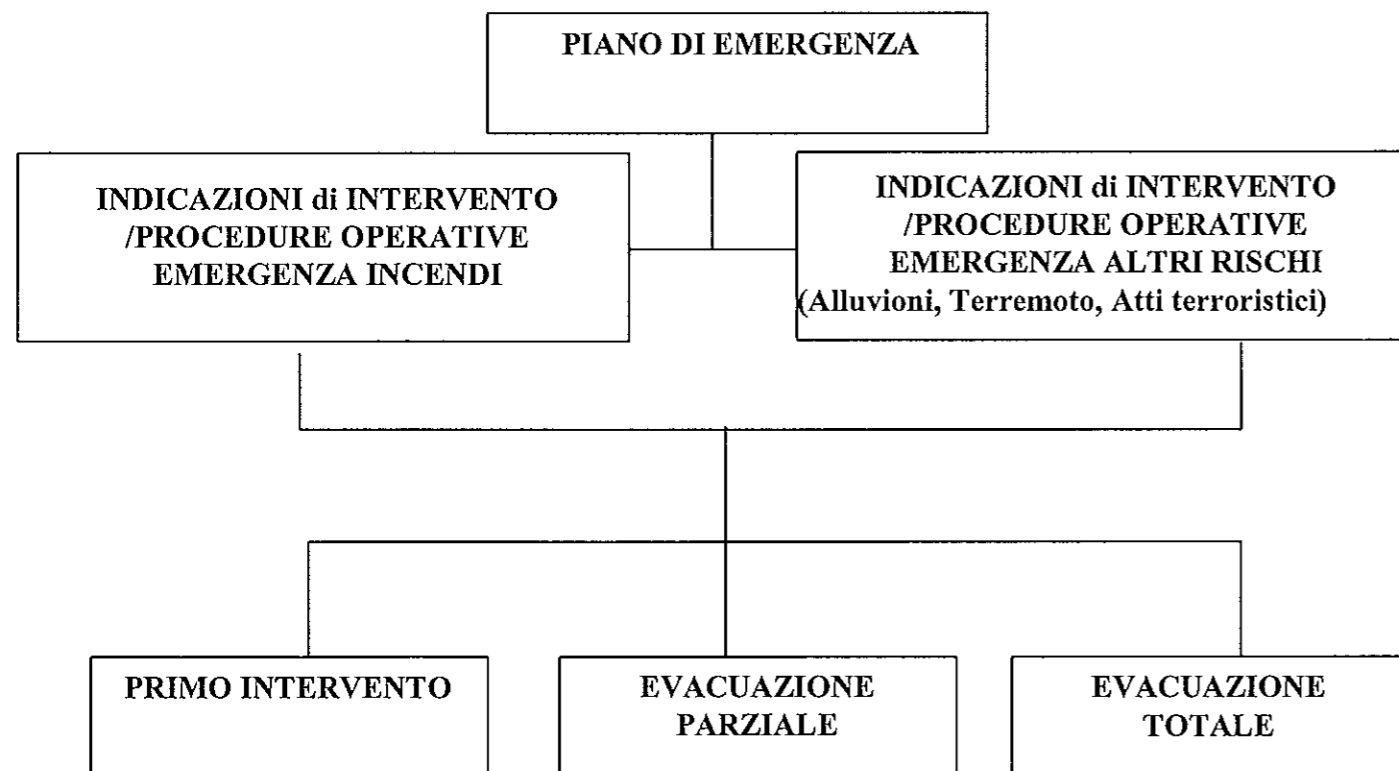 PIANO DI EMERGENZA
INDICAZIONI di INTERVENTO
/PROCEDURE OPERATIVE
EMERGENZA INCENDI
INDICAZIONI di INTERVENTO
/PROCEDURE OPERATIVE
EMERGENZA ALTRI RISCHI
(Alluvioni, Terremoto, Atti terroristici)
PRIMO INTERVENTO
EVACUAZIONE
PARZIALE
EVACUAZIONE
TOTALE